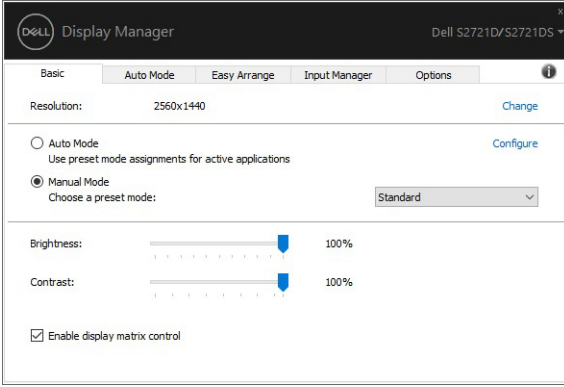 x
DELL Display Manager Dell S2721D/S2721DS
Basic Auto Mode Easy Arrange Input Manager Options i
Resolution: 2560x1440 Change
Auto Mode Configure
Use preset mode assignments for active applications
Manual Mode
Choose a preset mode: Standard
Brightness: 100%
Contrast: 100%
Enable display matrix control